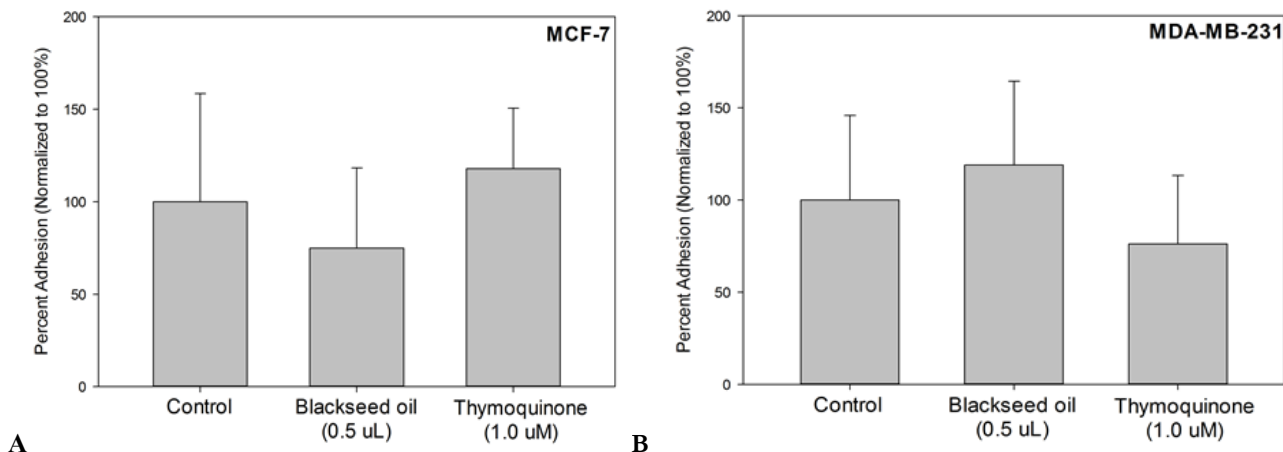 200
150
100
50
0
Percent Adhesion (Normalized to 100%)
MCF-7
Control
Blackseed oil
(0.5 uL)
Thymoquinone
(1.0 uM)
A
200
150
100
50
0
Percent Adhesion (Normalized to 100%)
MDA-MB-231
Control
Blackseed oil
(0.5 uL)
Thymoquinone
(1.0 uM)
B